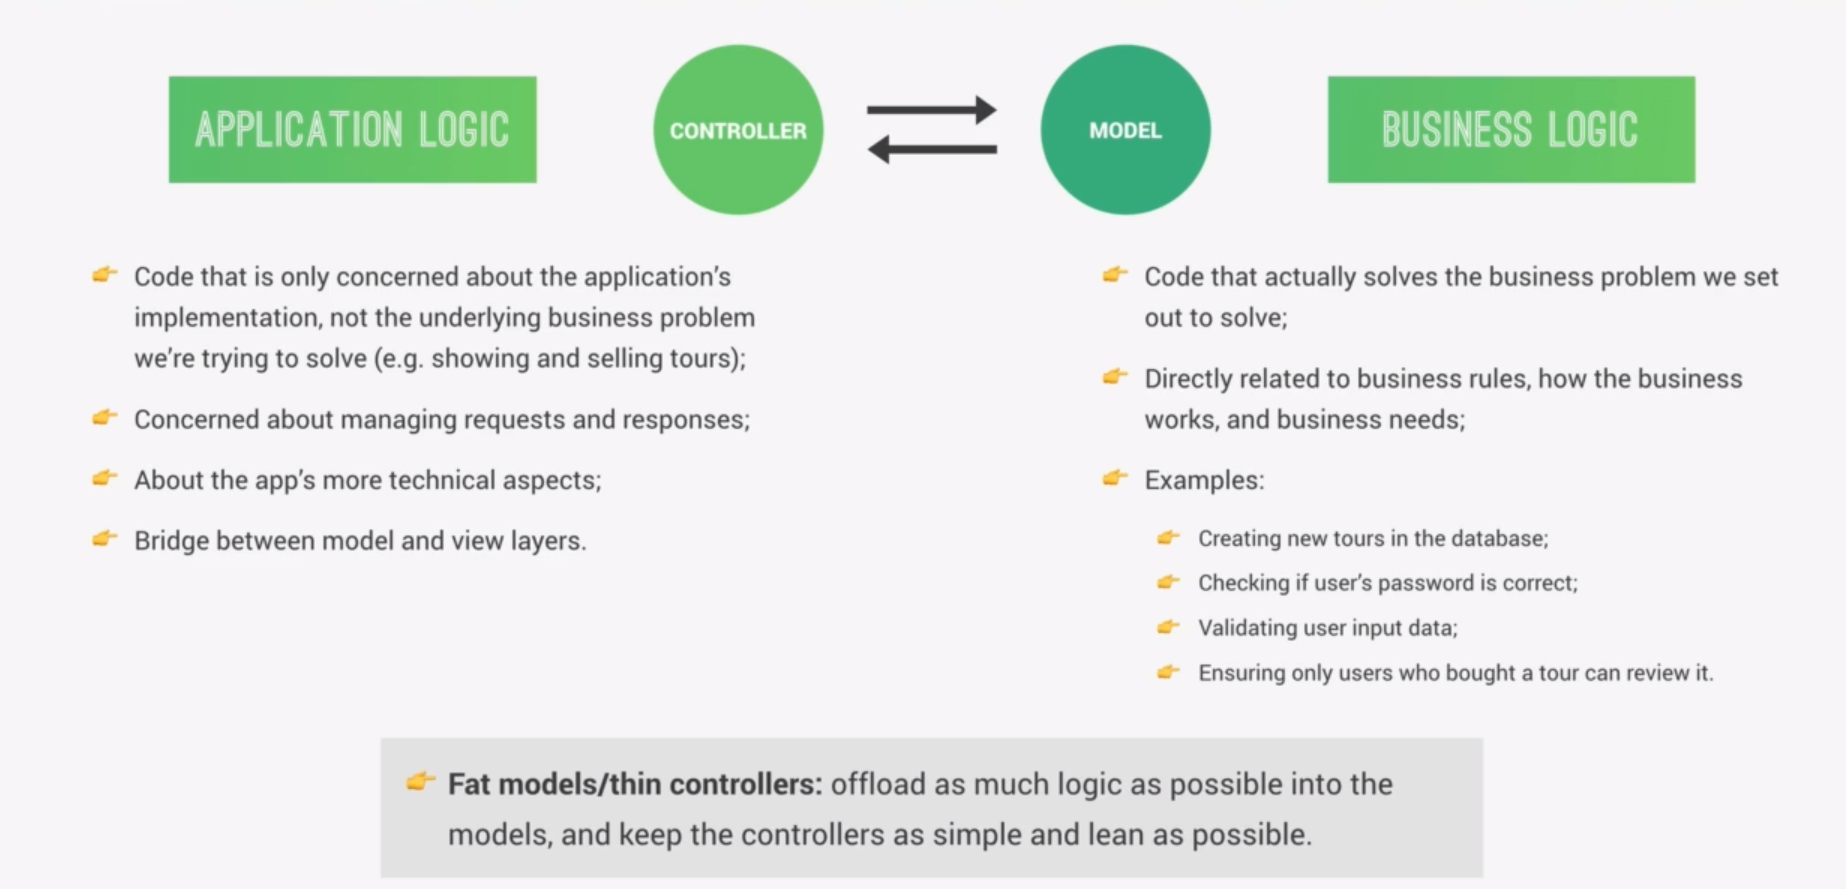 APPLICATION LOGIC
CONTROLLER
MODEL
BUSINESS LOGIC
👉 Code that is only concerned about the application's
implementation, not the underlying business problem
we're trying to solve (e.g. showing and selling tours);
👉 Concerned about managing requests and responses;
👉 About the app's more technical aspects;
👉 Bridge between model and view layers.
👉 Code that actually solves the business problem we set
out to solve;
👉 Directly related to business rules, how the business
works, and business needs;
👉 Examples:
👉 Creating new tours in the database;
👉 Checking if user's password is correct;
👉 Validating user input data;
👉 Ensuring only users who bought a tour can review it.
👉 Fat models/thin controllers: offload as much logic as possible into the
models, and keep the controllers as simple and lean as possible.